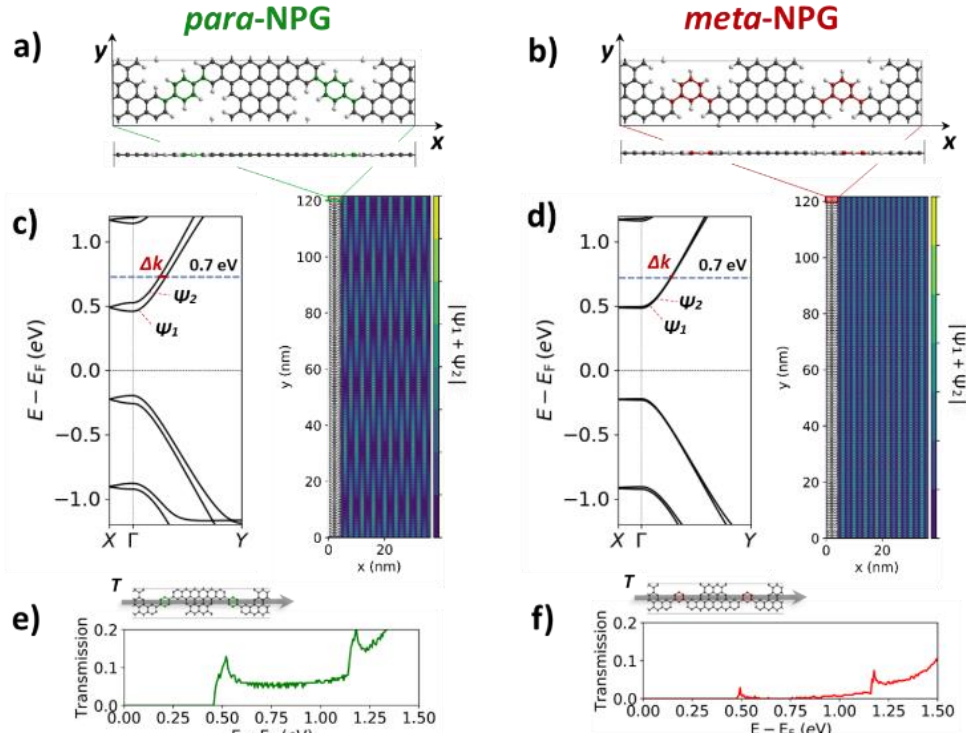 para-NPG
meta-NPG
a)
y
x
b)
y
x
c)
E − E_F (eV)
1.0
0.5
0.0
−0.5
−1.0
X Γ Y
Δk
0.7 eV
Ψ2
Ψ1
y (nm)
120
100
80
60
40
20
0
0 20
x (nm)
|Ψ1 + Ψ2|
d)
E − E_F (eV)
1.0
0.5
0.0
−0.5
−1.0
X Γ Y
Δk
0.7 eV
Ψ2
Ψ1
y (nm)
120
100
80
60
40
20
0
0 20
x (nm)
|Ψ1 + Ψ2|
T
e)
Transmission
0.2
0.1
0.0
0.00 0.25 0.50 0.75 1.00 1.25 1.50
E − E_F (eV)
T
f)
Transmission
0.2
0.1
0.0
0.00 0.25 0.50 0.75 1.00 1.25 1.50
E − E_F (eV)